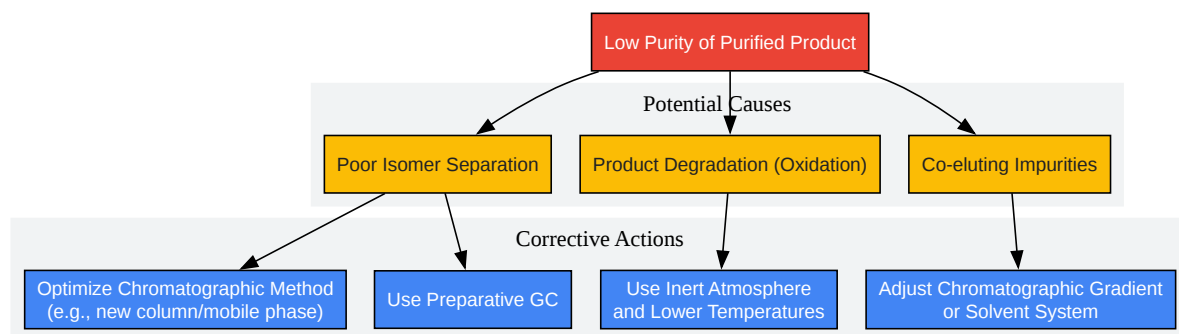 Low Purity of Purified Product
Potential Causes
Poor Isomer Separation
Product Degradation (Oxidation)
Co-eluting Impurities
Corrective Actions
Optimize Chromatographic Method
(e.g., new column/mobile phase)
Use Preparative GC
Use Inert Atmosphere
and Lower Temperatures
Adjust Chromatographic Gradient
or Solvent System